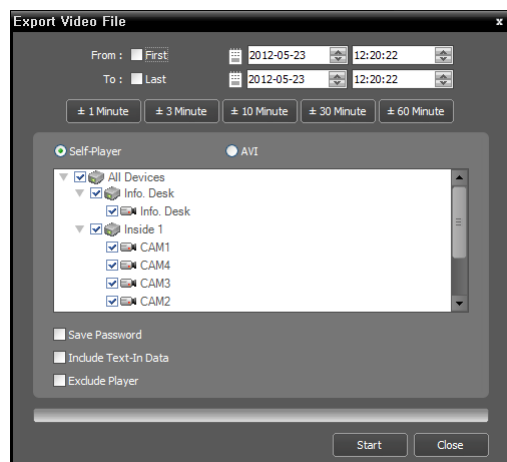 Export Video File x
From : First 2012-05-23 12:20:22
To : Last 2012-05-23 12:20:22
± 1 Minute ± 3 Minute ± 10 Minute ± 30 Minute ± 60 Minute
Self-Player AVI
All Devices
Info. Desk
Info. Desk
Inside 1
CAM1
CAM4
CAM3
CAM2
Save Password
Include Text-In Data
Exclude Player
Start Close